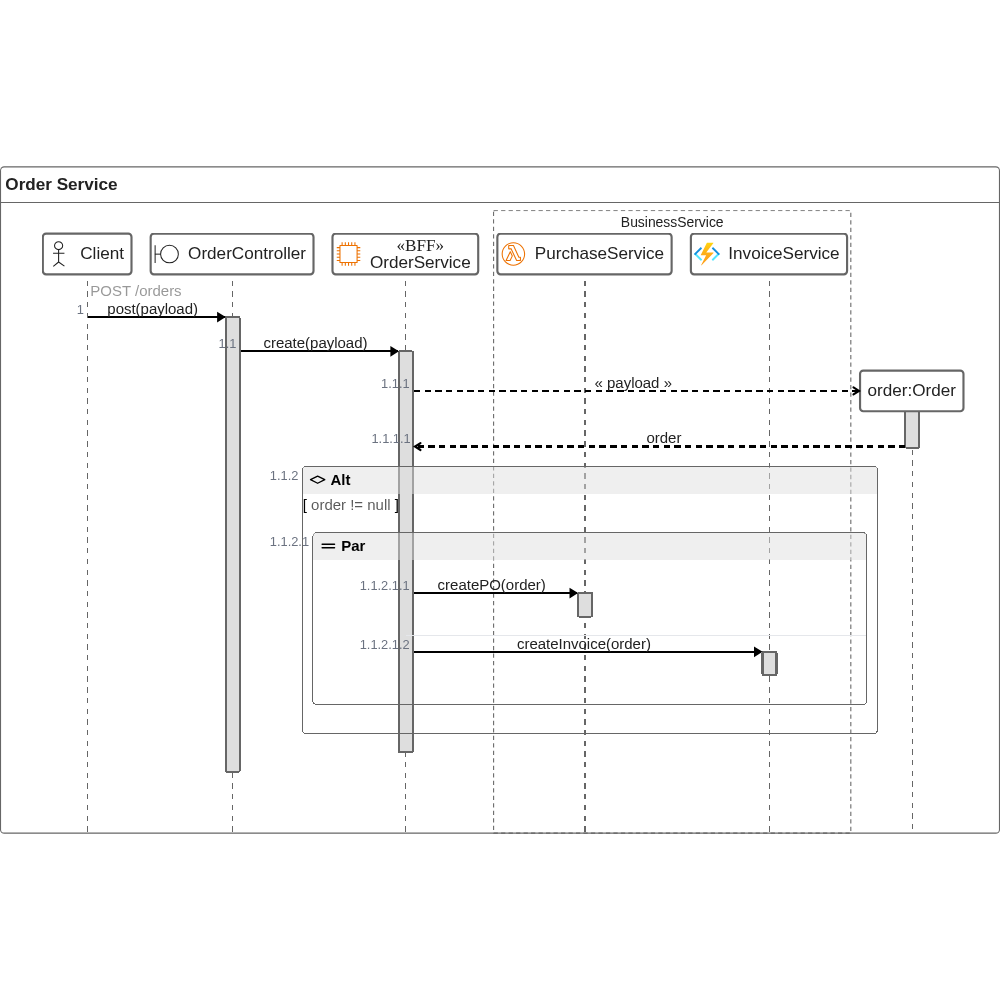 Order Service
BusinessService
Client
OrderController
«BFF»
OrderService
PurchaseService
InvoiceService
POST /orders
1
post(payload)
1.1
create(payload)
1.1.1
« payload »
order:Order
1.1.1.1
order
1.1.2
Alt
[ order != null ]
1.1.2.1
Par
1.1.2.1.1
createPO(order)
1.1.2.1.2
createInvoice(order)